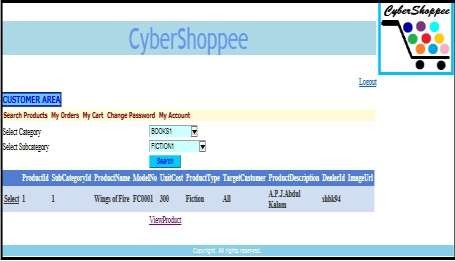 CyberShoppee
CyberShoppee
Logout
CUSTOMER AREA
Search Products My Orders My Cart Change Password My Account
Select Category BOOKS1
Select Subcategory FICTION1
Search
ProductId SubCategoryId ProductName ModelNo UnitCost ProductType TargetCustomer ProductDescription DealerId ImageUrl
Select 1 1 Wings of Fire FC0001 300 Fiction All A.P.J.Abdul Kalam
ViewProduct
Copyright. All rights reserved.